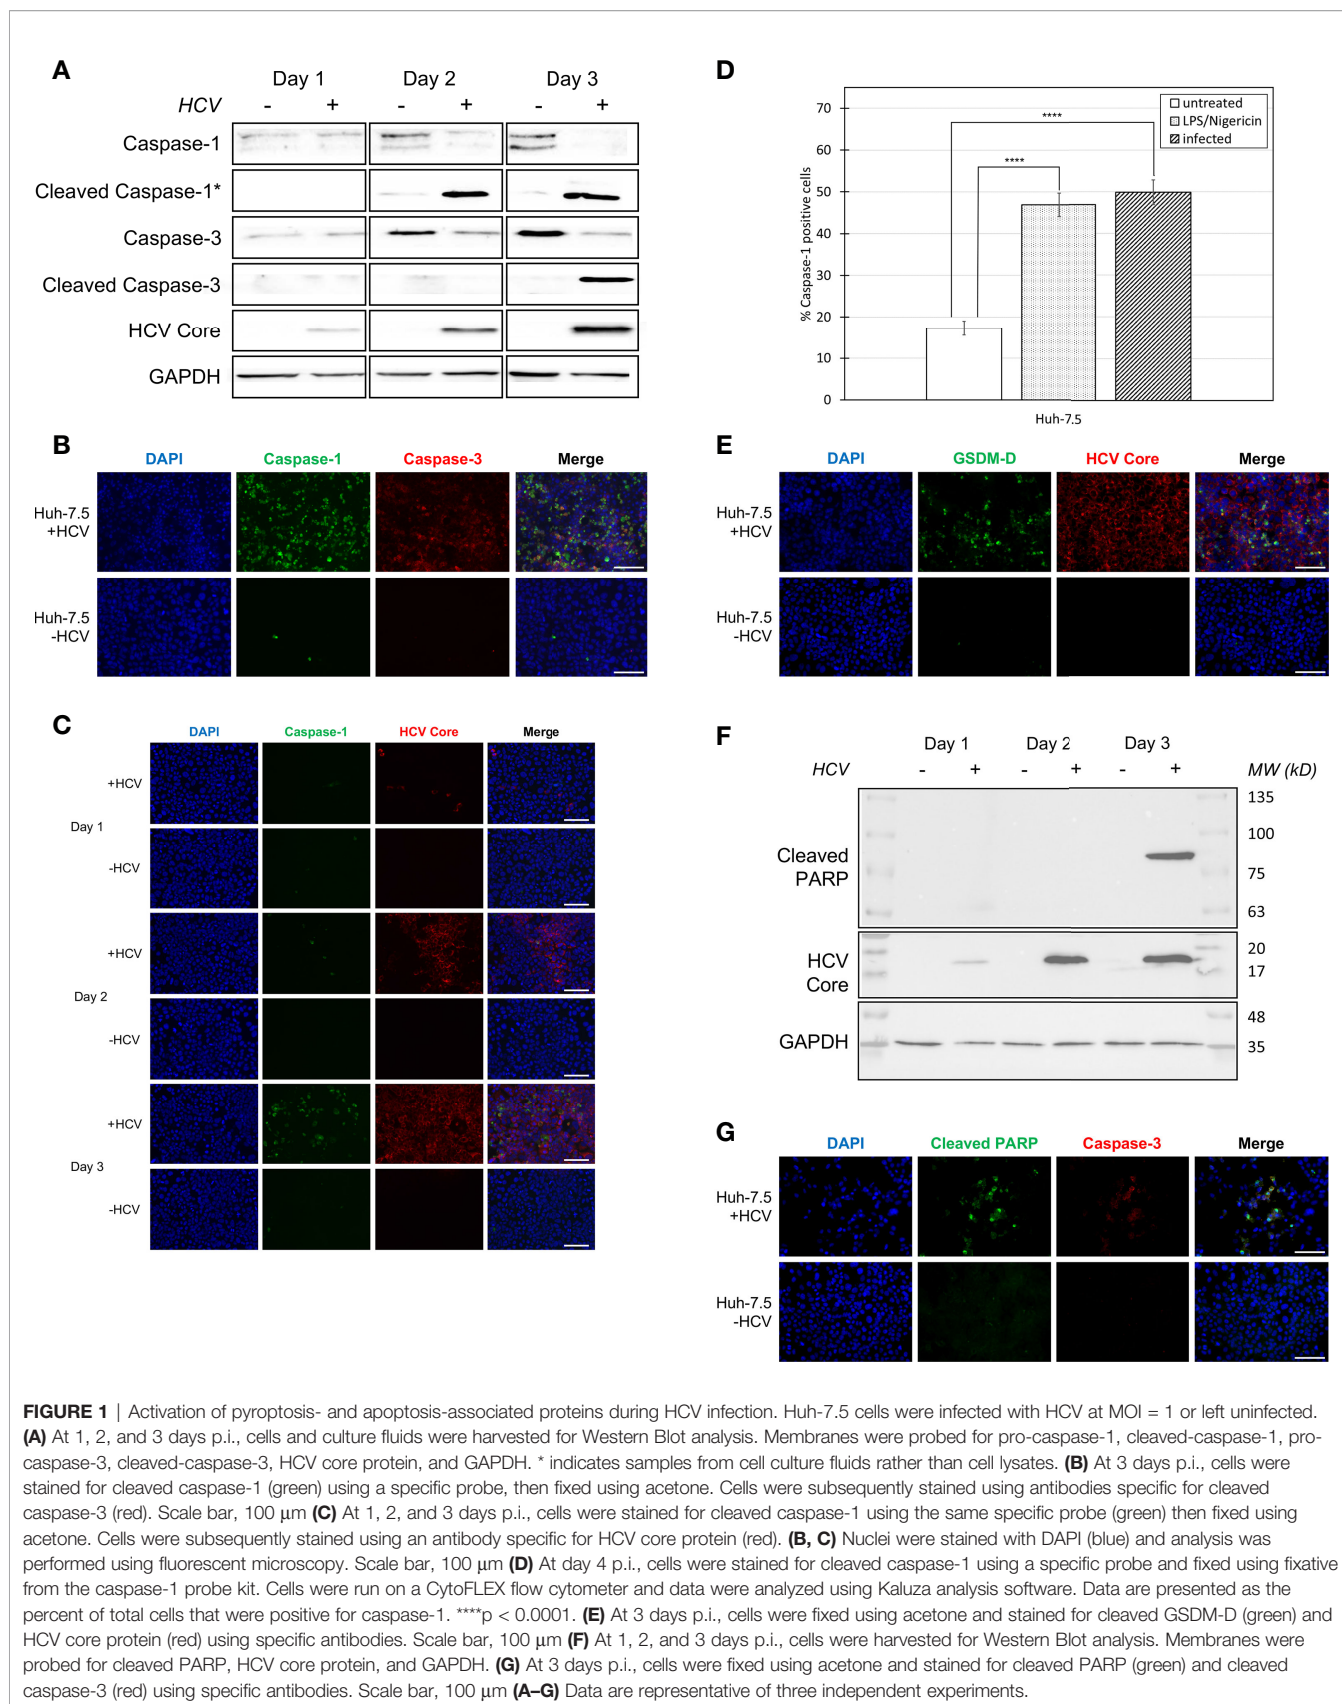 A
Day 1 Day 2 Day 3
HCV - + - + - +
Caspase-1
Cleaved Caspase-1*
Caspase-3
Cleaved Caspase-3
HCV Core
GAPDH
B
DAPI Caspase-1 Caspase-3 Merge
Huh-7.5
+HCV
Huh-7.5
-HCV
C
DAPI Caspase-1 HCV Core Merge
+HCV
Day 1
-HCV
+HCV
Day 2
-HCV
+HCV
Day 3
-HCV
D
% Caspase-1 positive cells
70
60
50
40
30
20
10
0
untreated
LPS/Nigericin
infected
****
****
Huh-7.5
E
DAPI GSDM-D HCV Core Merge
Huh-7.5
+HCV
Huh-7.5
-HCV
F
Day 1 Day 2 Day 3
HCV - + - + - + MW (kD)
Cleaved
PARP
135
100
75
63
HCV
Core
20
17
GAPDH
48
35
G
DAPI Cleaved PARP Caspase-3 Merge
Huh-7.5
+HCV
Huh-7.5
-HCV
FIGURE 1 | Activation of pyroptosis- and apoptosis-associated proteins during HCV infection. Huh-7.5 cells were infected with HCV at MOI = 1 or left uninfected.
(A) At 1, 2, and 3 days p.i., cells and culture fluids were harvested for Western Blot analysis. Membranes were probed for pro-caspase-1, cleaved-caspase-1, pro-
caspase-3, cleaved-caspase-3, HCV core protein, and GAPDH. * indicates samples from cell culture fluids rather than cell lysates. (B) At 3 days p.i., cells were
stained for cleaved caspase-1 (green) using a specific probe, then fixed using acetone. Cells were subsequently stained using antibodies specific for cleaved
caspase-3 (red). Scale bar, 100 μm (C) At 1, 2, and 3 days p.i., cells were stained for cleaved caspase-1 using the same specific probe (green) then fixed using
acetone. Cells were subsequently stained using an antibody specific for HCV core protein (red). (B, C) Nuclei were stained with DAPI (blue) and analysis was
performed using fluorescent microscopy. Scale bar, 100 μm (D) At day 4 p.i., cells were stained for cleaved caspase-1 using a specific probe and fixed using fixative
from the caspase-1 probe kit. Cells were run on a CytoFLEX flow cytometer and data were analyzed using Kaluza analysis software. Data are presented as the
percent of total cells that were positive for caspase-1. ****p < 0.0001. (E) At 3 days p.i., cells were fixed using acetone and stained for cleaved GSDM-D (green) and
HCV core protein (red) using specific antibodies. Scale bar, 100 μm (F) At 1, 2, and 3 days p.i., cells were harvested for Western Blot analysis. Membranes were
probed for cleaved PARP, HCV core protein, and GAPDH. (G) At 3 days p.i., cells were fixed using acetone and stained for cleaved PARP (green) and cleaved
caspase-3 (red) using specific antibodies. Scale bar, 100 μm (A–G) Data are representative of three independent experiments.